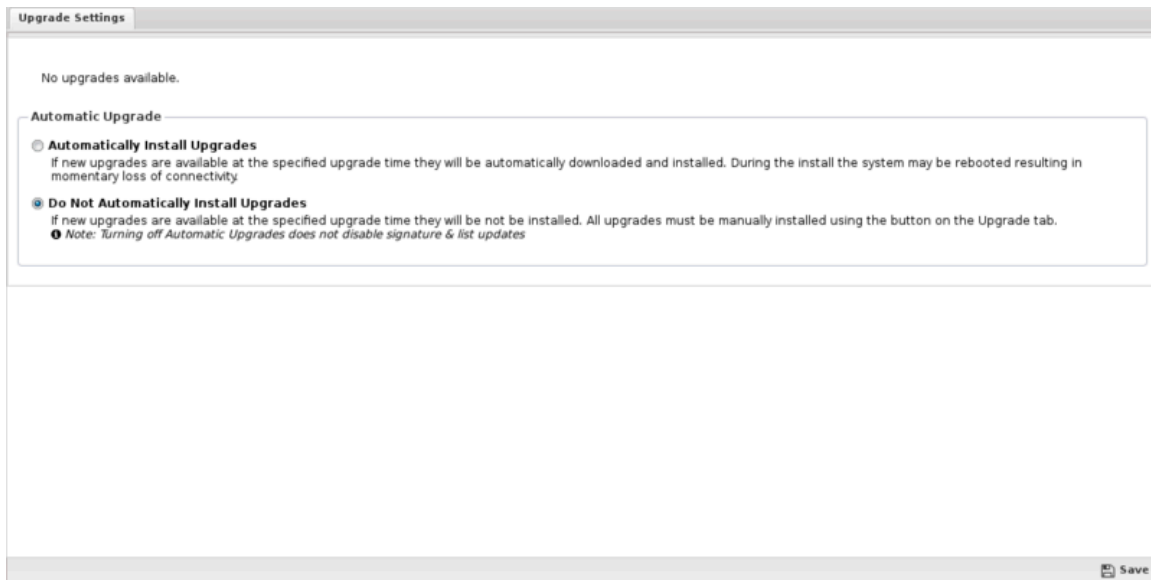 Upgrade Settings
No upgrades available.
Automatic Upgrade
Automatically Install Upgrades
If new upgrades are available at the specified upgrade time they will be automatically downloaded and installed. During the install the system may be rebooted resulting in
momentary loss of connectivity.
Do Not Automatically Install Upgrades
If new upgrades are available at the specified upgrade time they will be not be installed. All upgrades must be manually installed using the button on the Upgrade tab.
Note: Turning off Automatic Upgrades does not disable signature & list updates
Save